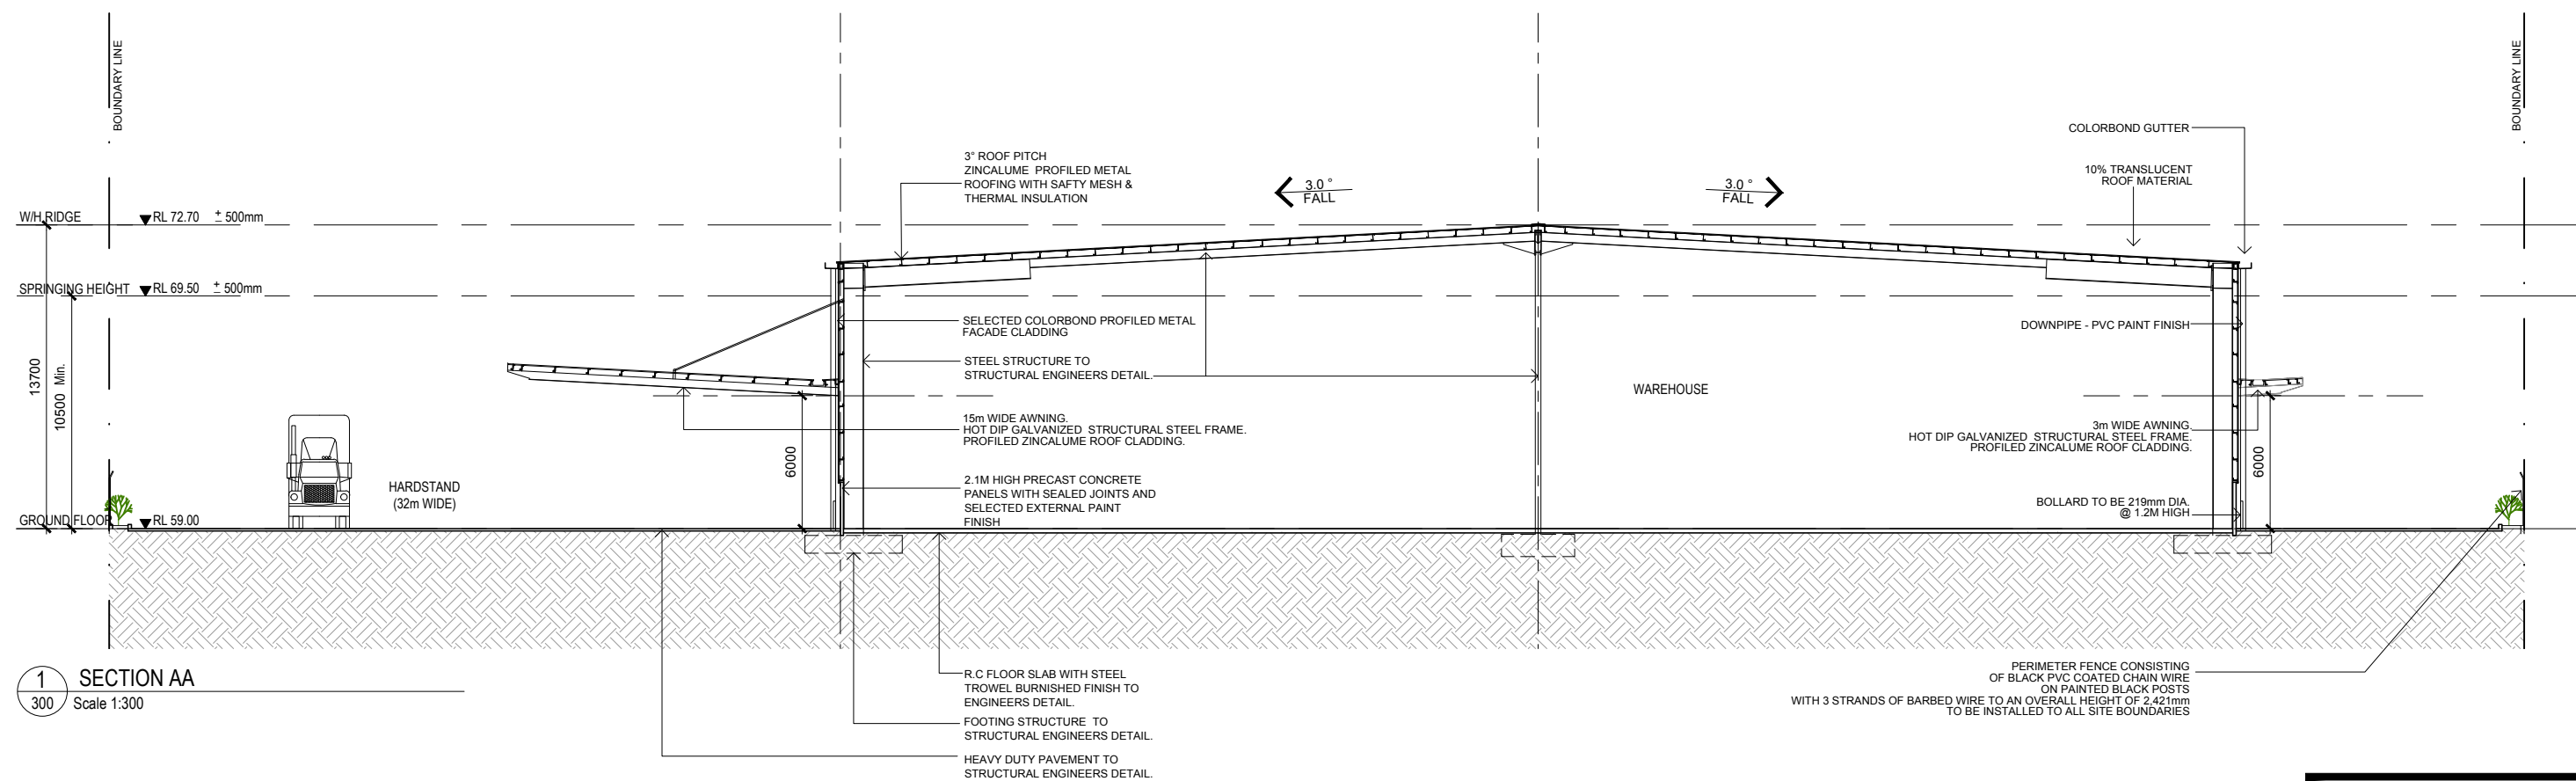 BOUNDARY LINE
BOUNDARY LINE
COLORBOND GUTTER
3° ROOF PITCH
ZINCALUME PROFILED METAL
ROOFING WITH SAFTY MESH &
THERMAL INSULATION
3.0 °
FALL
3.0 °
FALL
10% TRANSLUCENT
ROOF MATERIAL
W/H RIDGE
RL 72.70 ± 500mm
SPRINGING HEIGHT
RL 69.50 ± 500mm
13700
10500 Min.
SELECTED COLORBOND PROFILED METAL
FACADE CLADDING
DOWNPIPE - PVC PAINT FINISH
STEEL STRUCTURE TO
STRUCTURAL ENGINEERS DETAIL.
WAREHOUSE
15m WIDE AWNING.
HOT DIP GALVANIZED STRUCTURAL STEEL FRAME.
PROFILED ZINCALUME ROOF CLADDING.
3m WIDE AWNING.
HOT DIP GALVANIZED STRUCTURAL STEEL FRAME.
PROFILED ZINCALUME ROOF CLADDING.
6000
6000
HARDSTAND
(32m WIDE)
2.1M HIGH PRECAST CONCRETE
PANELS WITH SEALED JOINTS AND
SELECTED EXTERNAL PAINT
FINISH
BOLLARD TO BE 219mm DIA.
@ 1.2M HIGH
GROUND FLOOR
RL 59.00
1
300
SECTION AA
Scale 1:300
R.C FLOOR SLAB WITH STEEL
TROWEL BURNISHED FINISH TO
ENGINEERS DETAIL.
FOOTING STRUCTURE TO
STRUCTURAL ENGINEERS DETAIL.
HEAVY DUTY PAVEMENT TO
STRUCTURAL ENGINEERS DETAIL.
PERIMETER FENCE CONSISTING
OF BLACK PVC COATED CHAIN WIRE
ON PAINTED BLACK POSTS
WITH 3 STRANDS OF BARBED WIRE TO AN OVERALL HEIGHT OF 2,421mm
TO BE INSTALLED TO ALL SITE BOUNDARIES